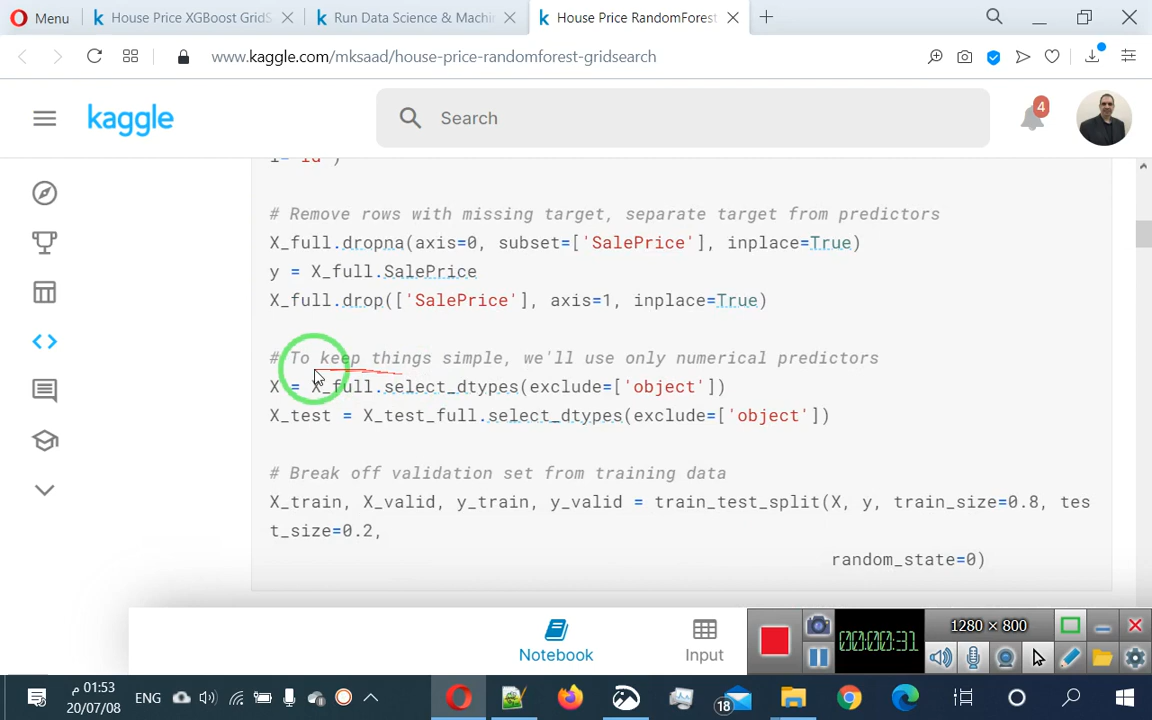 Menu
House Price XGBoost GridS
Run Data Science & Machi
House Price RandomForest
www.kaggle.com/mksaad/house-price-randomforest-gridsearch
kaggle
Search
4
# Remove rows with missing target, separate target from predictors
X_full.dropna(axis=0, subset=['SalePrice'], inplace=True)
y = X_full.SalePrice
X_full.drop(['SalePrice'], axis=1, inplace=True)
# To keep things simple, we'll use only numerical predictors
X = X_full.select_dtypes(exclude=['object'])
X_test = X_test_full.select_dtypes(exclude=['object'])
# Break off validation set from training data
X_train, X_valid, y_train, y_valid = train_test_split(X, y, train_size=0.8, tes
t_size=0.2,
random_state=0)
Notebook
Input
00:00:31
1280 × 800
01:53 م
20/07/08
ENG
18